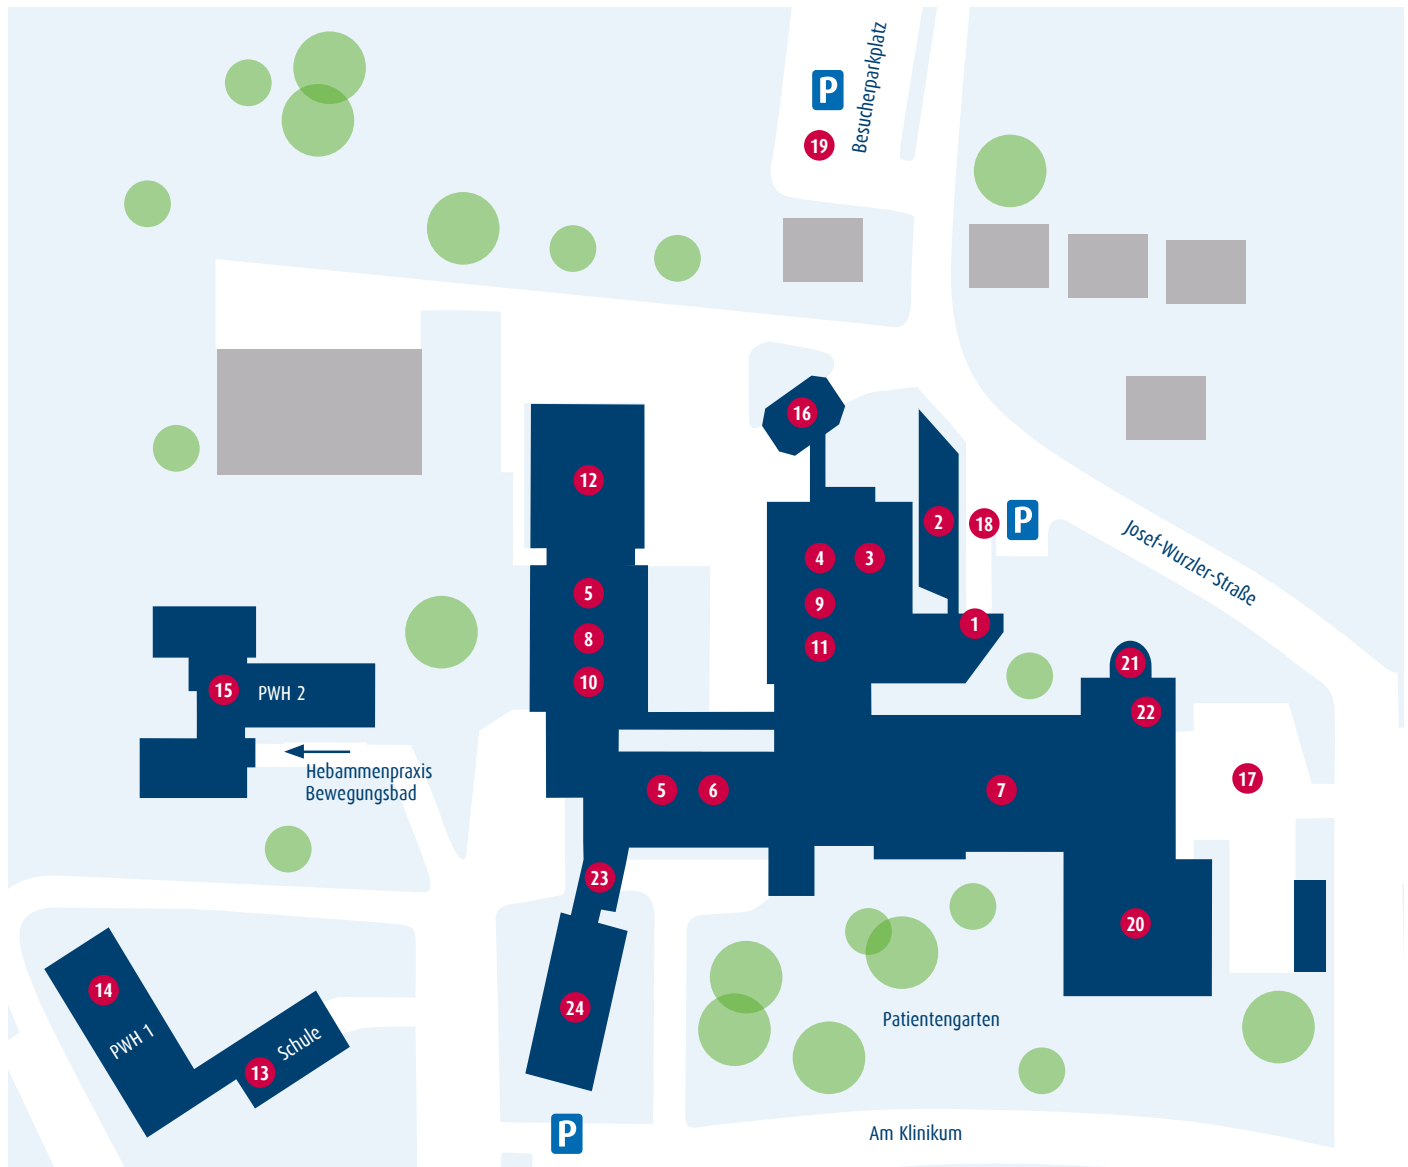 P
Besucherparkplatz
19
16
12
2
18
P
Josef-Wurzler-Straße
4
3
5
9
1
8
11
21
10
15
PWH 2
22
Hebammenpraxis
Bewegungsbad
5
6
7
17
23
20
14
24
Patientengarten
PWH 1
Schule
13
P
Am Klinikum